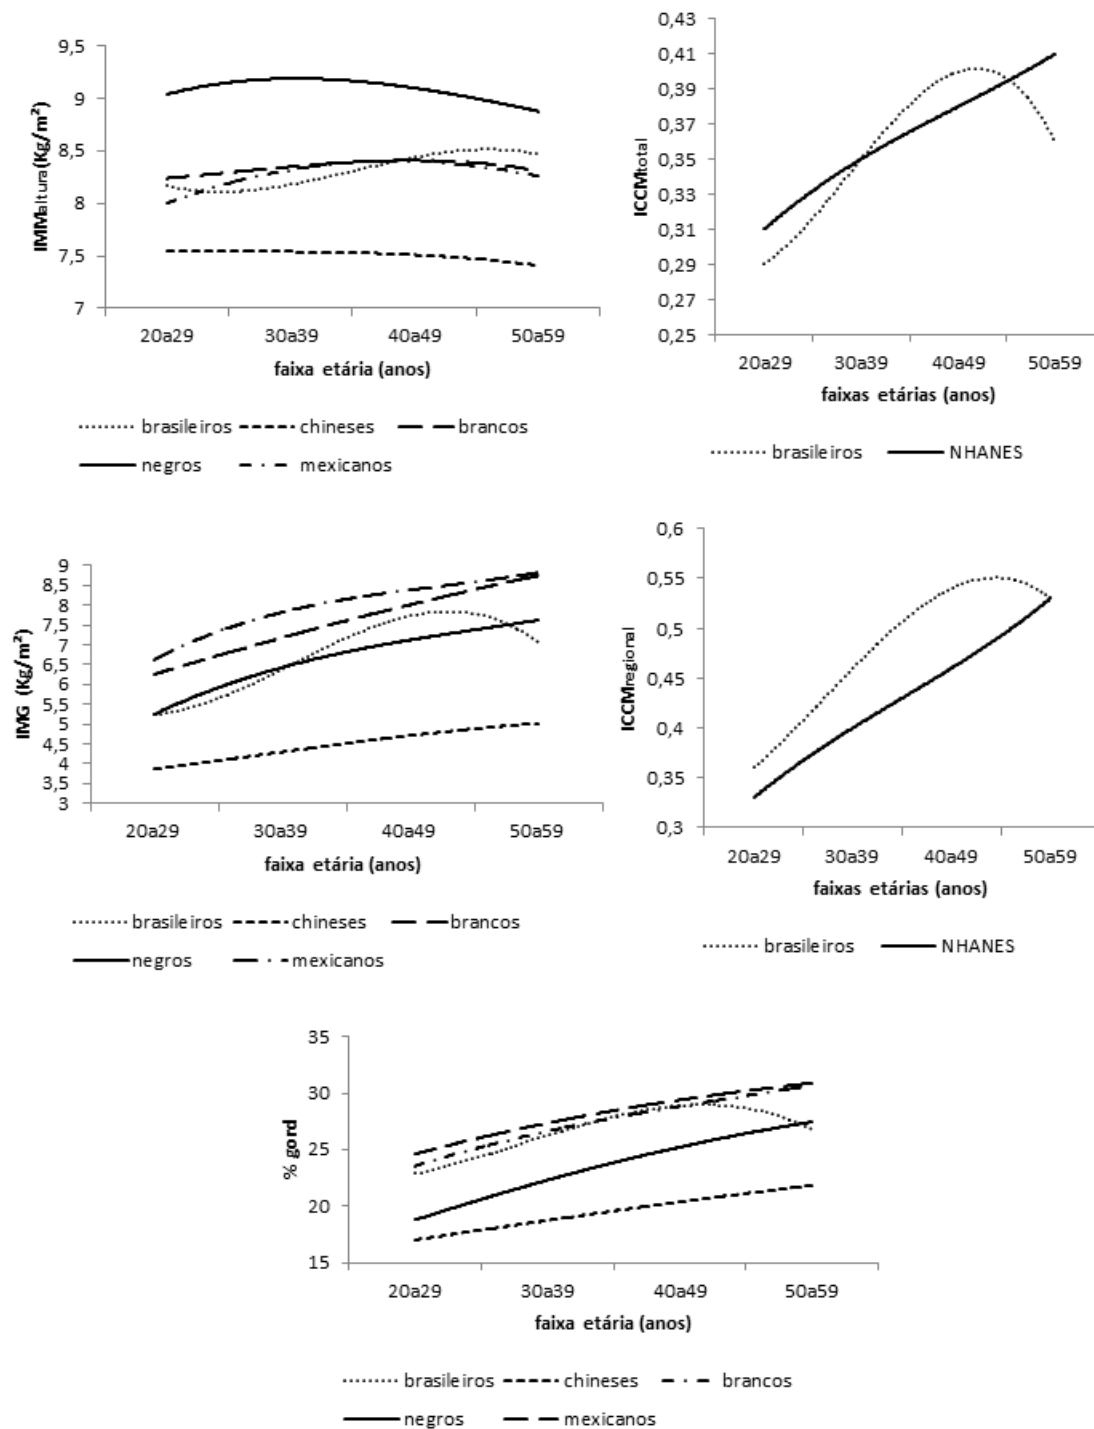 9,5
9
8,5
8
7,5
7
IMMaltura(Kg/m²)
20a29 30a39 40a49 50a59
faixa etária (anos)
brasileiros chineses brancos
negros mexicanos
0,43
0,41
0,39
0,37
0,35
0,33
0,31
0,29
0,27
0,25
ICCMtotal
20a29 30a39 40a49 50a59
faixas etárias (anos)
brasileiros NHANES
9
8,5
8
7,5
7
6,5
6
5,5
5
4,5
4
3,5
3
IMG (Kg/m²)
20a29 30a39 40a49 50a59
faixa etária (anos)
brasileiros chineses brancos
negros mexicanos
0,6
0,55
0,5
0,45
0,4
0,35
0,3
ICCMregional
20a29 30a39 40a49 50a59
faixas etárias (anos)
brasileiros NHANES
35
30
25
20
15
% gord
20a29 30a39 40a49 50a59
faixa etária (anos)
brasileiros chineses brancos
negros mexicanos